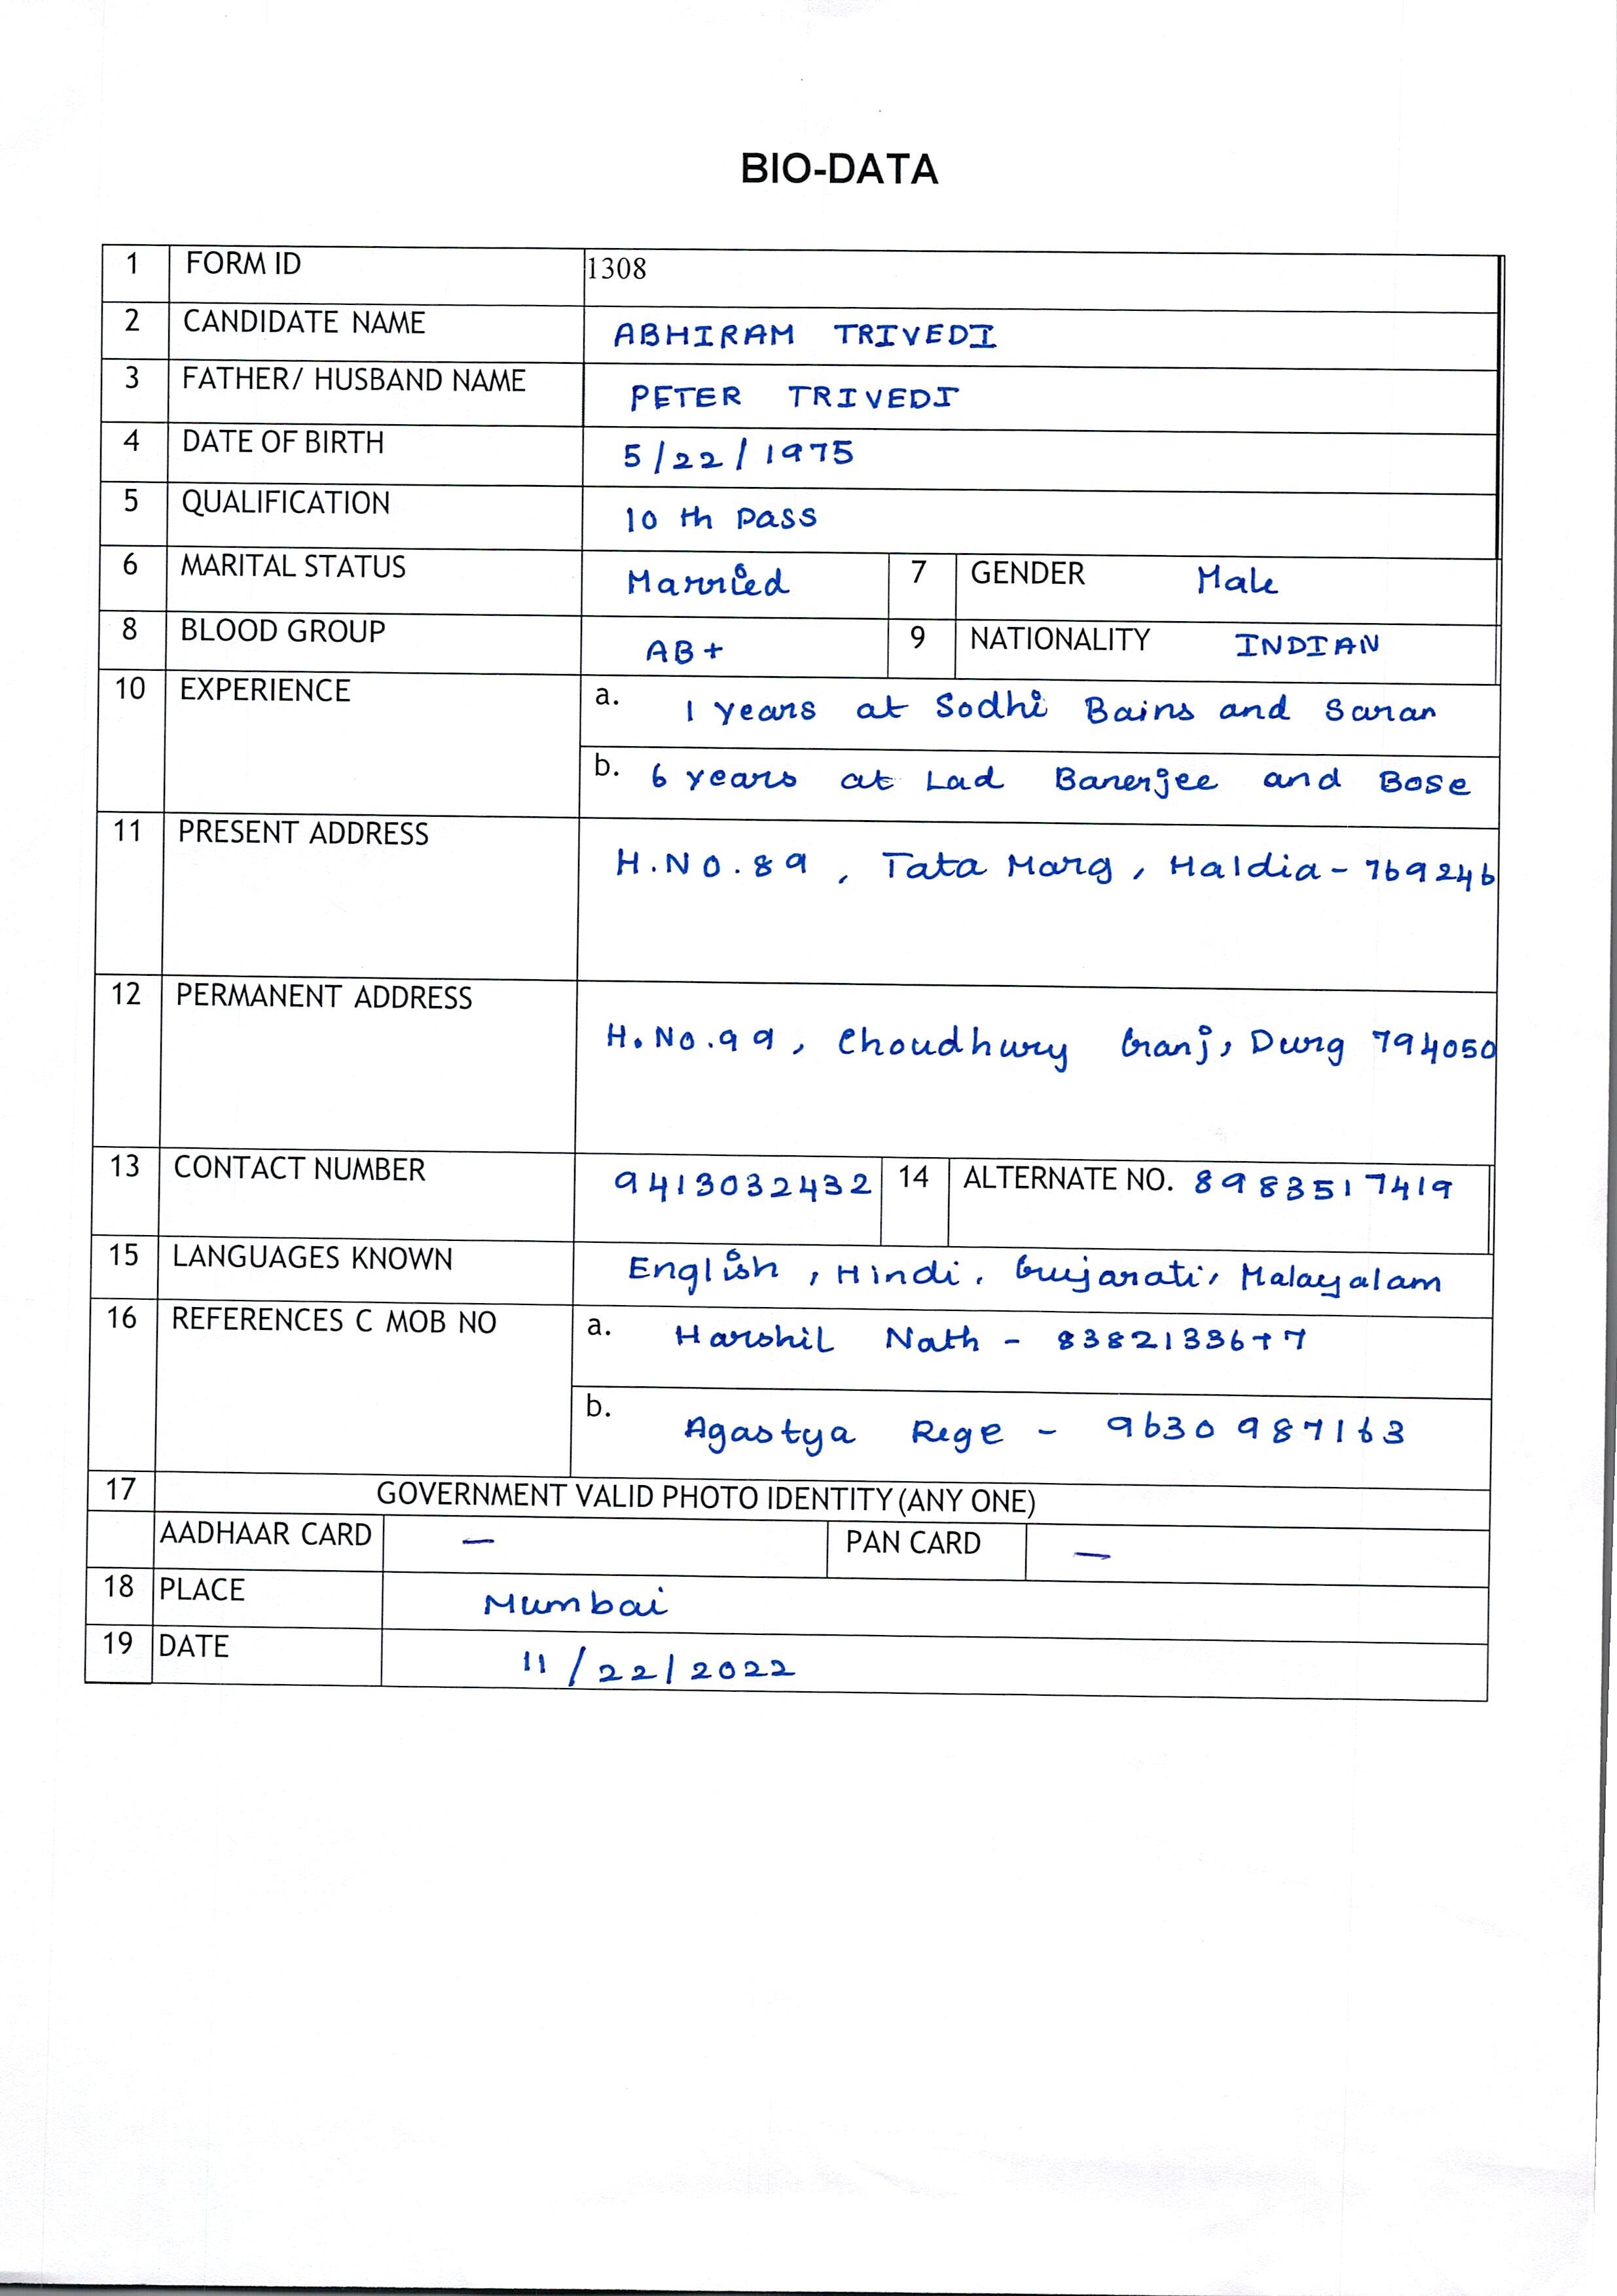 BIO-DATA
1 FORM ID 1308
2 CANDIDATE NAME ABHIRAM TRIVEDI
3 FATHER/ HUSBAND NAME PETER TRIVEDI
4 DATE OF BIRTH 5/22/1975
5 QUALIFICATION 10 th pass
6 MARITAL STATUS Married 7 GENDER Male
8 BLOOD GROUP AB+ 9 NATIONALITY INDIAN
10 EXPERIENCE a. 1 years at Sodhi Bains and Saran
b. 6 years at Lad Banerjee and Bose
11 PRESENT ADDRESS H.NO.89, Tata Marg, Haldia-769246
12 PERMANENT ADDRESS H.No.99, Choudhury Ganj, Durg 794050
13 CONTACT NUMBER 9413032432 14 ALTERNATE NO. 8983517419
15 LANGUAGES KNOWN English, Hindi, Gujarati, Malayalam
16 REFERENCES C MOB NO a. Harshil Nath -
b. Agastya Rege - 9630987163
17 GOVERNMENT VALID PHOTO IDENTITY (ANY ONE)
AADHAAR CARD – PAN CARD –
18 PLACE Mumbai
19 DATE 11/22/2022